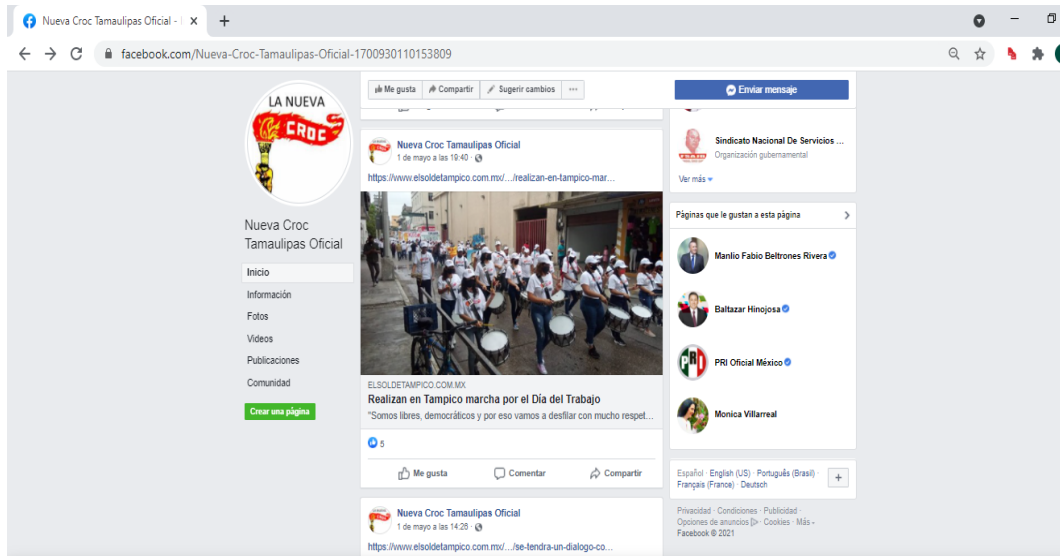 Nueva Croc Tamaulipas Oficial -
facebook.com/Nueva-Croc-Tamaulipas-Oficial-1700930110153809
LA NUEVA
CROC
Nueva Croc
Tamaulipas Oficial
Inicio
Información
Fotos
Videos
Publicaciones
Comunidad
Crear una página
Me gusta
Compartir
Sugerir cambios
Nueva Croc Tamaulipas Oficial
1 de mayo a las 19:40 ·
https://www.elsoldetampico.com.mx/.../realizan-en-tampico-mar...
ELSOLDETAMPICO.COM.MX
Realizan en Tampico marcha por el Día del Trabajo
"Somos libres, democráticos y por eso vamos a desfilar con mucho respet...
5
Me gusta
Comentar
Compartir
Nueva Croc Tamaulipas Oficial
1 de mayo a las 14:26 ·
https://www.elsoldetampico.com.mx/.../se-tendra-un-dialogo-co...
Enviar mensaje
Sindicato Nacional De Servicios ...
Organización gubernamental
Ver más
Páginas que le gustan a esta página
Manlio Fabio Beltrones Rivera
Baltazar Hinojosa
PRI
PRI Oficial México
Monica Villarreal
Español · English (US) · Português (Brasil) ·
Français (France) · Deutsch
Privacidad · Condiciones · Publicidad ·
Opciones de anuncios · Cookies · Más
Facebook © 2021